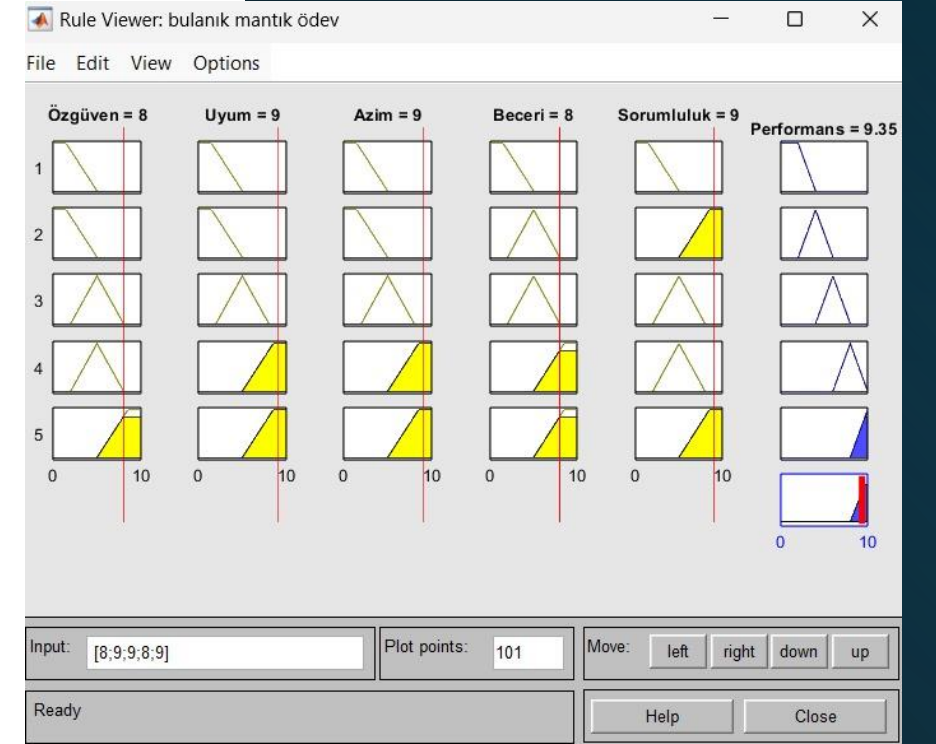 Rule Viewer: bulanık mantık ödev
File Edit View Options
Özgüven = 8 Uyum = 9 Azim = 9 Beceri = 8 Sorumluluk = 9 Performans = 9.35
1
2
3
4
5
0 10 0 10 0 10 0 10 0 10
0 10
Input: [8;9;9;8;9] Plot points: 101 Move: left right down up
Ready Help Close